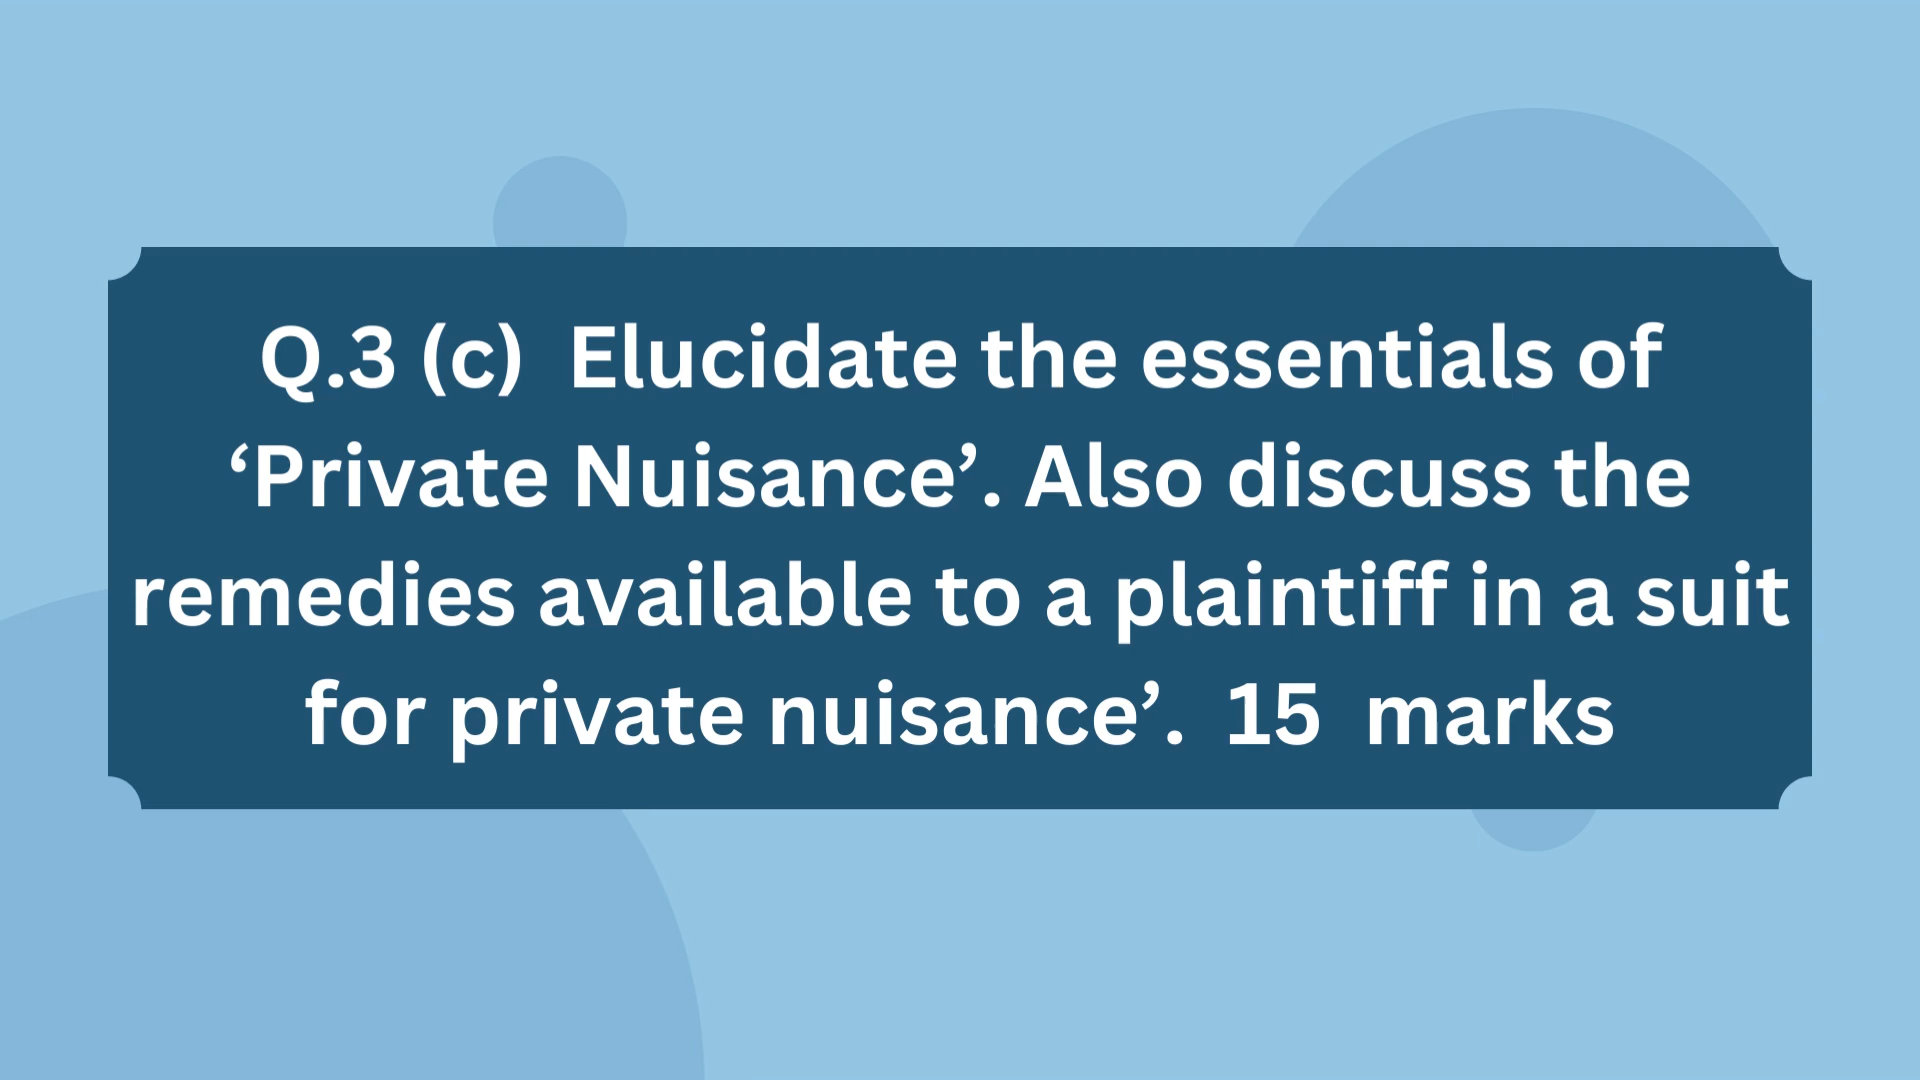 Q.3 (c)  Elucidate the essentials of
‘Private Nuisance’. Also discuss the
remedies available to a plaintiff in a suit
for private nuisance’.  15  marks